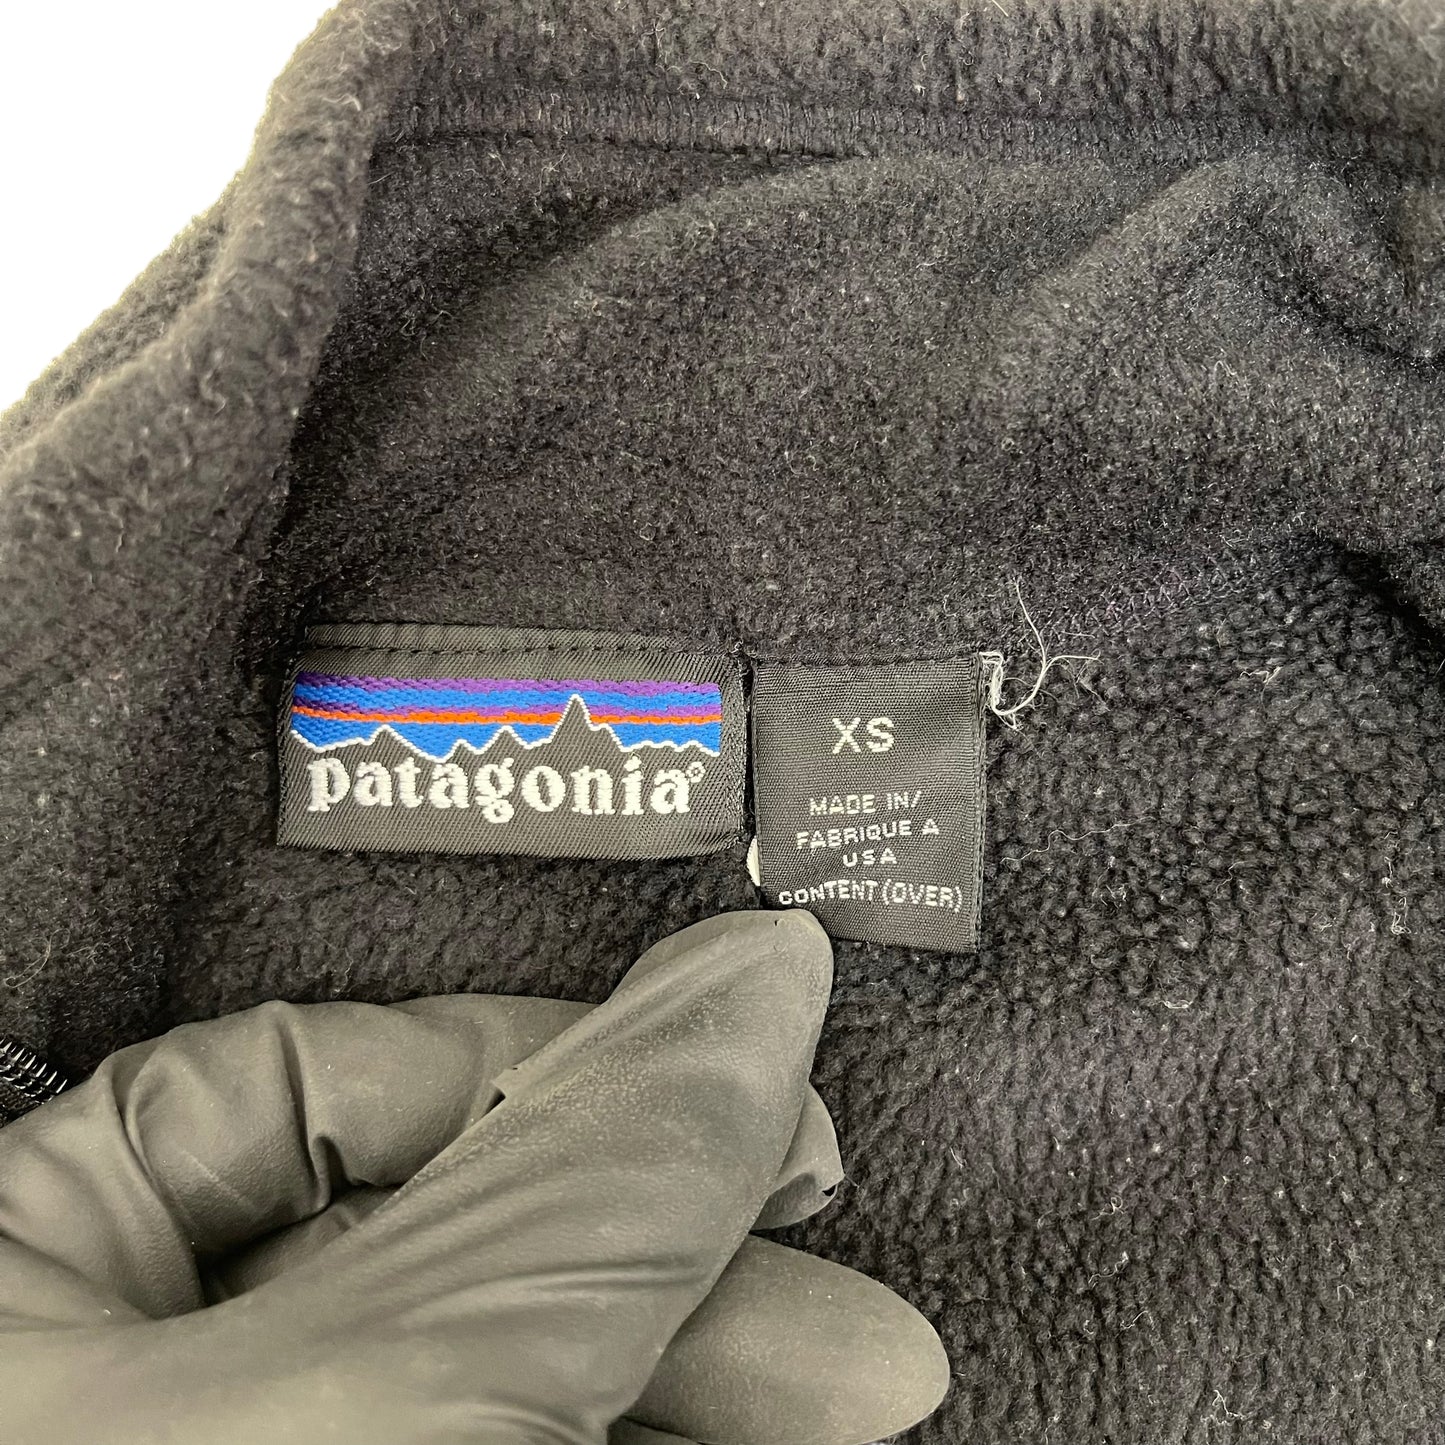 patagonia®
XS
MADE IN/
FABRIQUE A
USA
CONTENT (OVER)